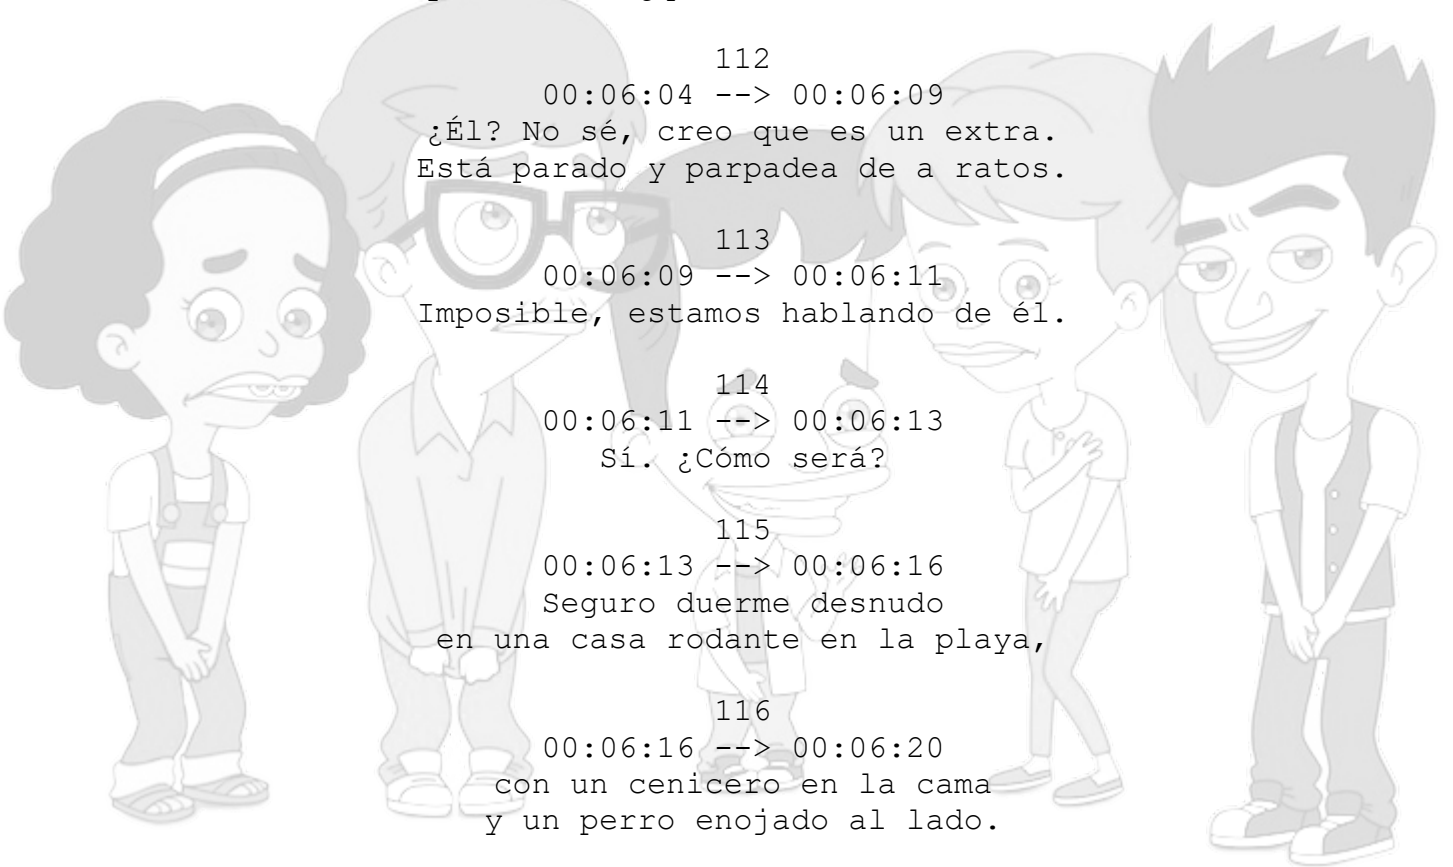 112
00:06:04 --> 00:06:09
¿Él? No sé, creo que es un extra.
Está parado y parpadea de a ratos.
113
00:06:09 --> 00:06:11
Imposible, estamos hablando de él.
114
00:06:11 --> 00:06:13
Sí. ¿Cómo será?
115
00:06:13 --> 00:06:16
Seguro duerme desnudo
en una casa rodante en la playa,
116
00:06:16 --> 00:06:20
con un cenicero en la cama
y un perro enojado al lado.